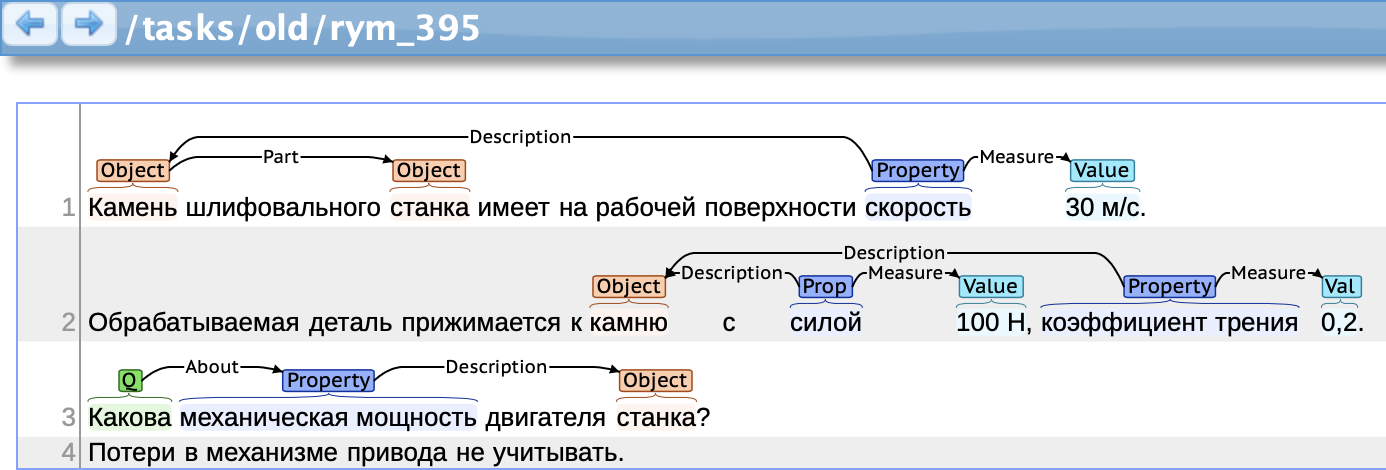 /tasks/old/rym_395
Description
Part
Object Object Property Measure Value
1 Камень шлифовального станка имеет на рабочей поверхности скорость 30 м/с.
Description
Object Description Prop Measure Value Property Measure Val
2 Обрабатываемая деталь прижимается к камню с силой 100 Н, коэффициент трения 0,2.
Q About Property Description Object
3 Какова механическая мощность двигателя станка?
4 Потери в механизме привода не учитывать.